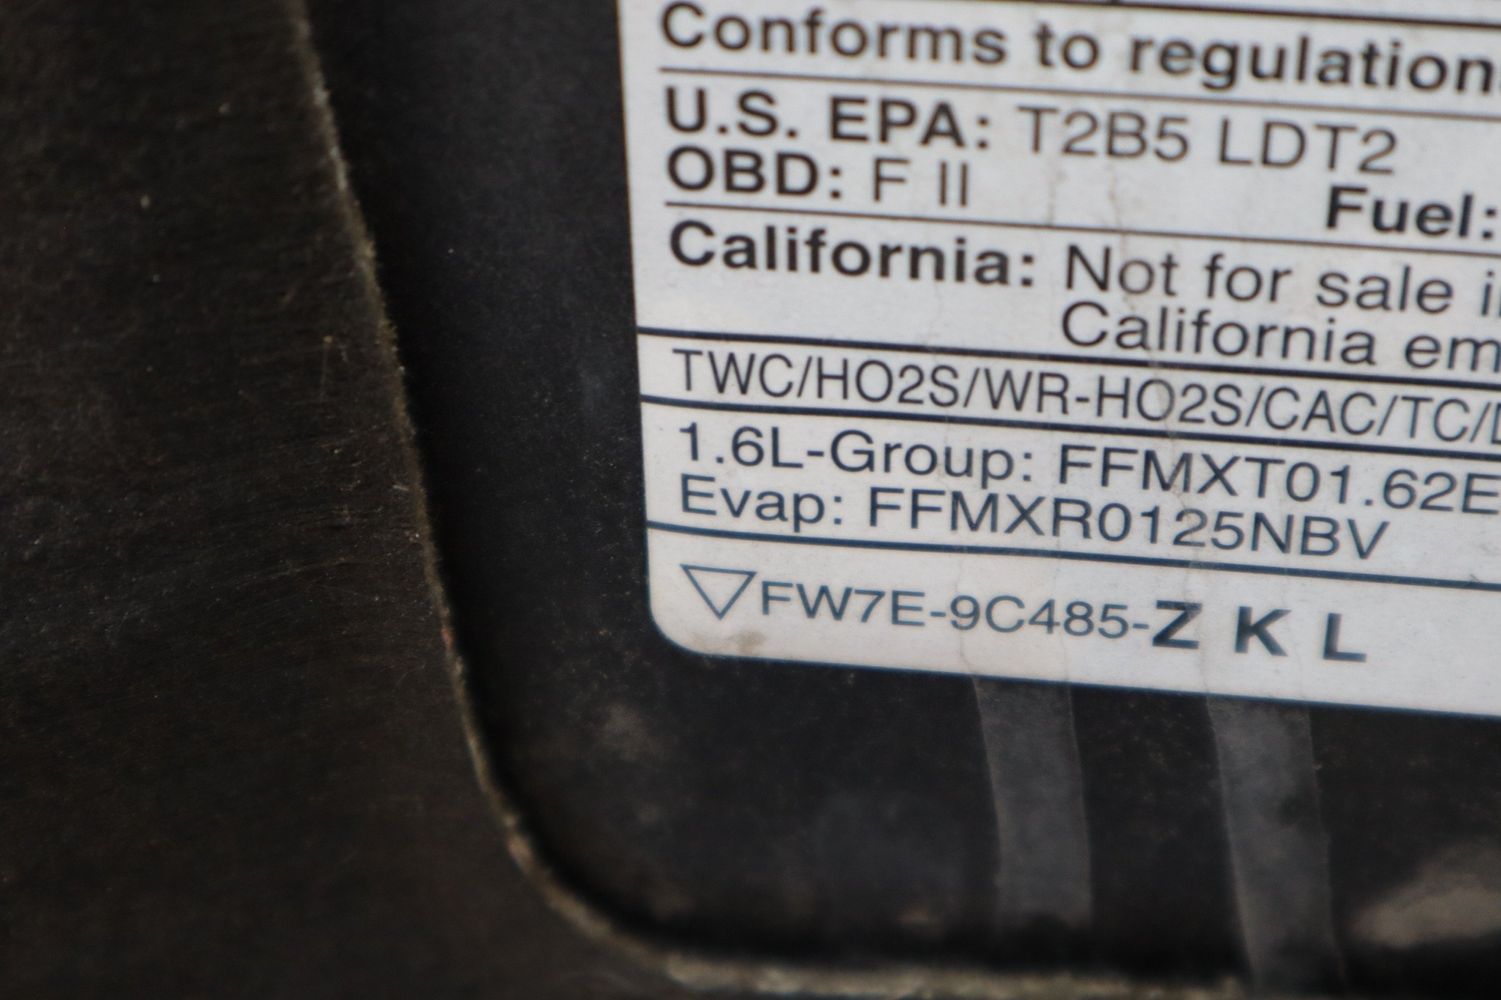 Conforms to regulation
U.S. EPA: T2B5 LDT2
OBD: F II
Fuel:
California: Not for sale
California
TWC/HO2S/WR-HO2S/CAC/TC/
1.6L-Group: FFMXT01.62E
Evap: FFMXR0125NBV
▽FW7E-9C485-Z K L